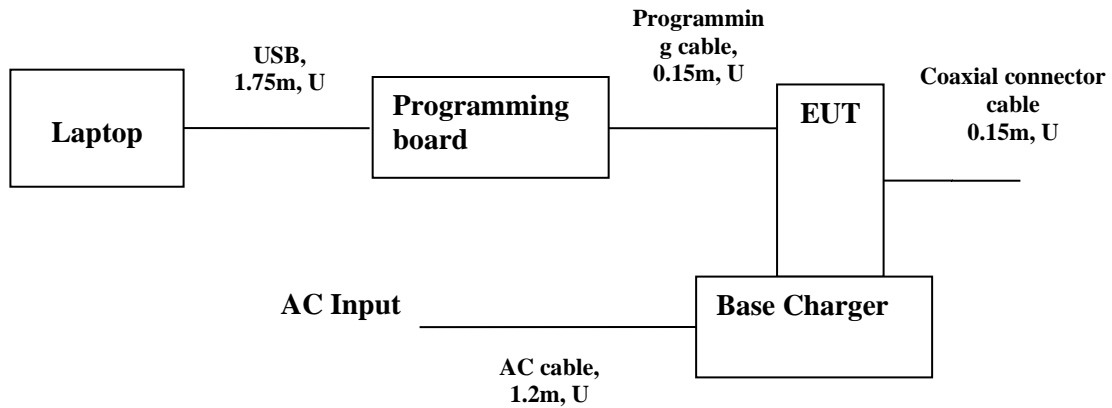 Laptop
USB,
1.75m, U
Programming
board
Programmin
g cable,
0.15m, U
EUT
Coaxial connector
cable
0.15m, U
AC Input
Base Charger
AC cable,
1.2m, U